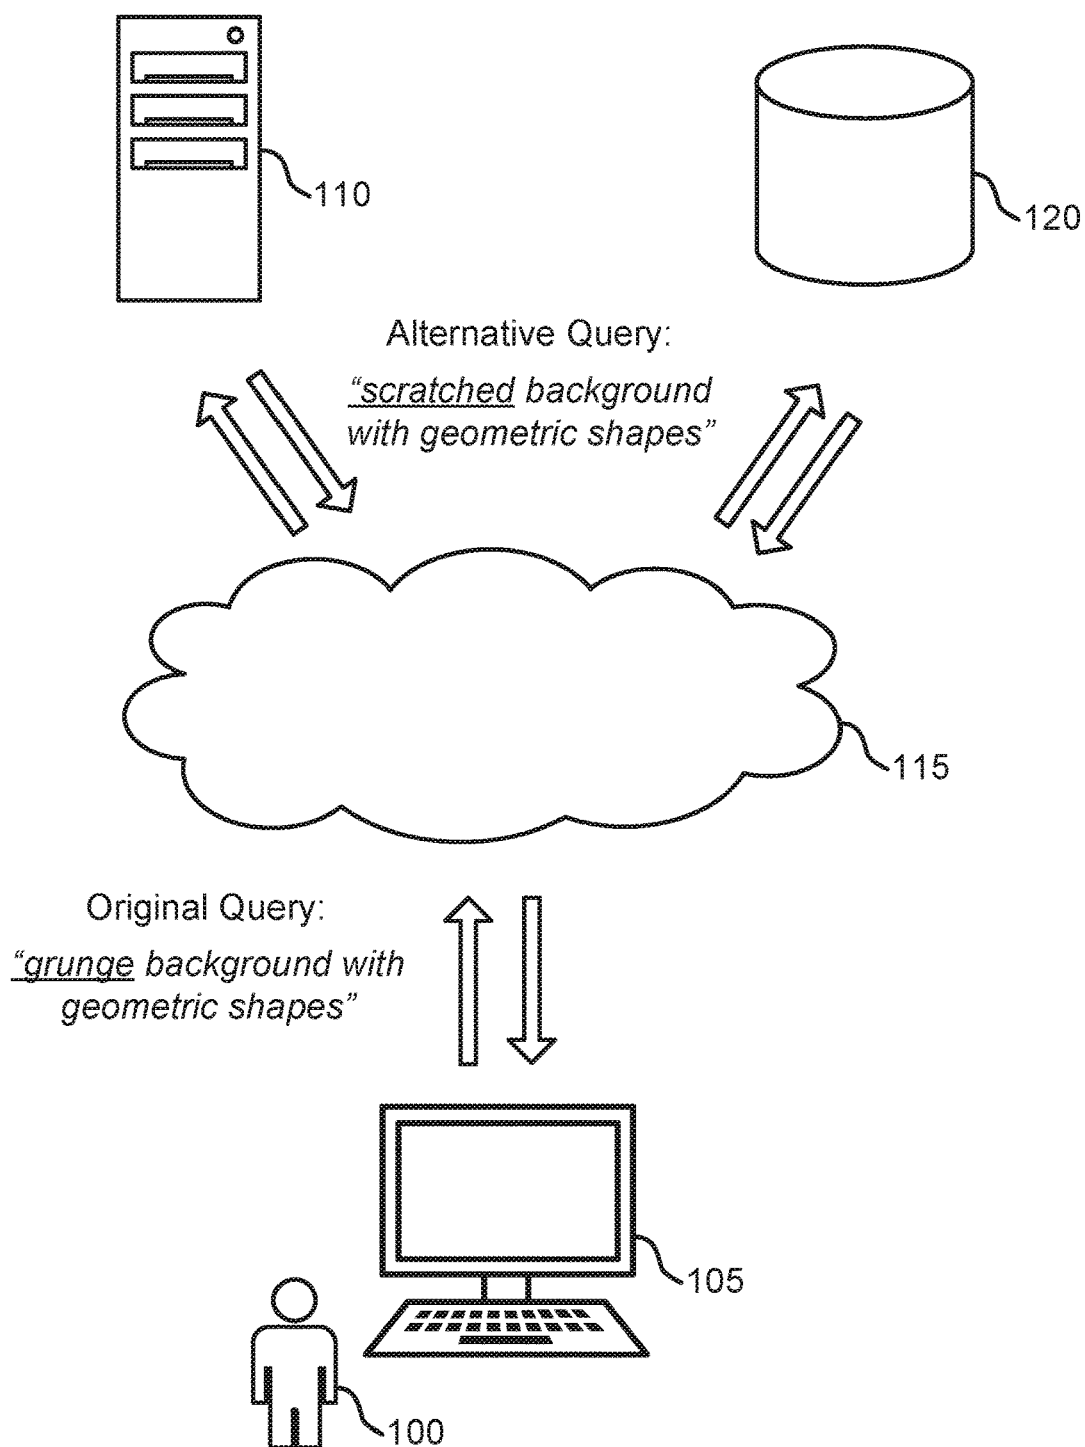 110
120
Alternative Query:
“scratched background
with geometric shapes”
115
Original Query:
“grunge background with
geometric shapes”
105
100